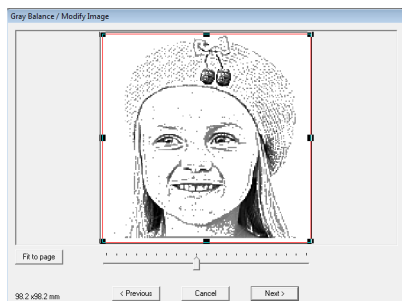 Gray Balance / Modify Image
Fit to page
98.2 x98.2 mm
< Previous
Cancel
Next >